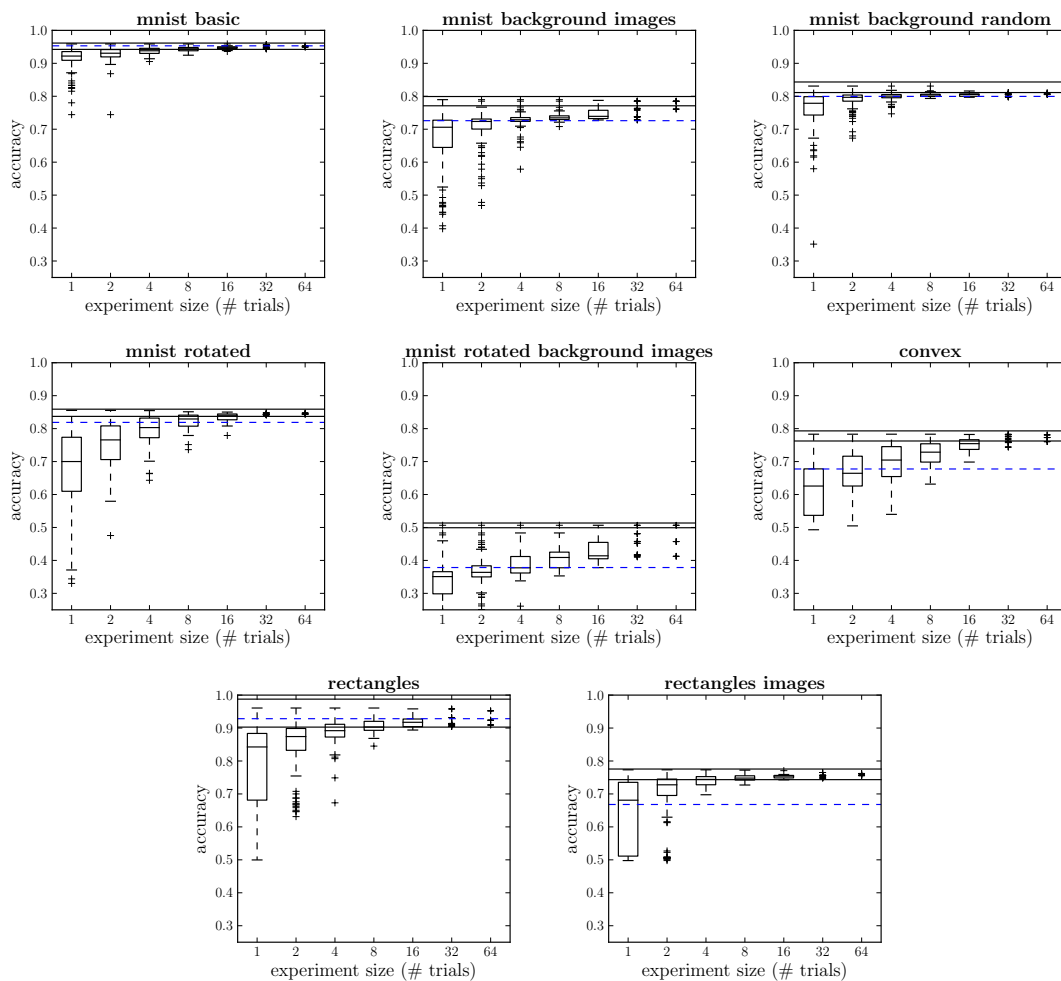 mnist basic
1.0
0.9
0.8
0.7
0.6
0.5
0.4
0.3
accuracy
1 2 4 8 16 32 64
experiment size (# trials)
mnist background images
1.0
0.9
0.8
0.7
0.6
0.5
0.4
0.3
accuracy
1 2 4 8 16 32 64
experiment size (# trials)
mnist background random
1.0
0.9
0.8
0.7
0.6
0.5
0.4
0.3
accuracy
1 2 4 8 16 32 64
experiment size (# trials)
mnist rotated
1.0
0.9
0.8
0.7
0.6
0.5
0.4
0.3
accuracy
1 2 4 8 16 32 64
experiment size (# trials)
mnist rotated background images
1.0
0.9
0.8
0.7
0.6
0.5
0.4
0.3
accuracy
1 2 4 8 16 32 64
experiment size (# trials)
convex
1.0
0.9
0.8
0.7
0.6
0.5
0.4
0.3
accuracy
1 2 4 8 16 32 64
experiment size (# trials)
rectangles
1.0
0.9
0.8
0.7
0.6
0.5
0.4
0.3
accuracy
1 2 4 8 16 32 64
experiment size (# trials)
rectangles images
1.0
0.9
0.8
0.7
0.6
0.5
0.4
0.3
accuracy
1 2 4 8 16 32 64
experiment size (# trials)